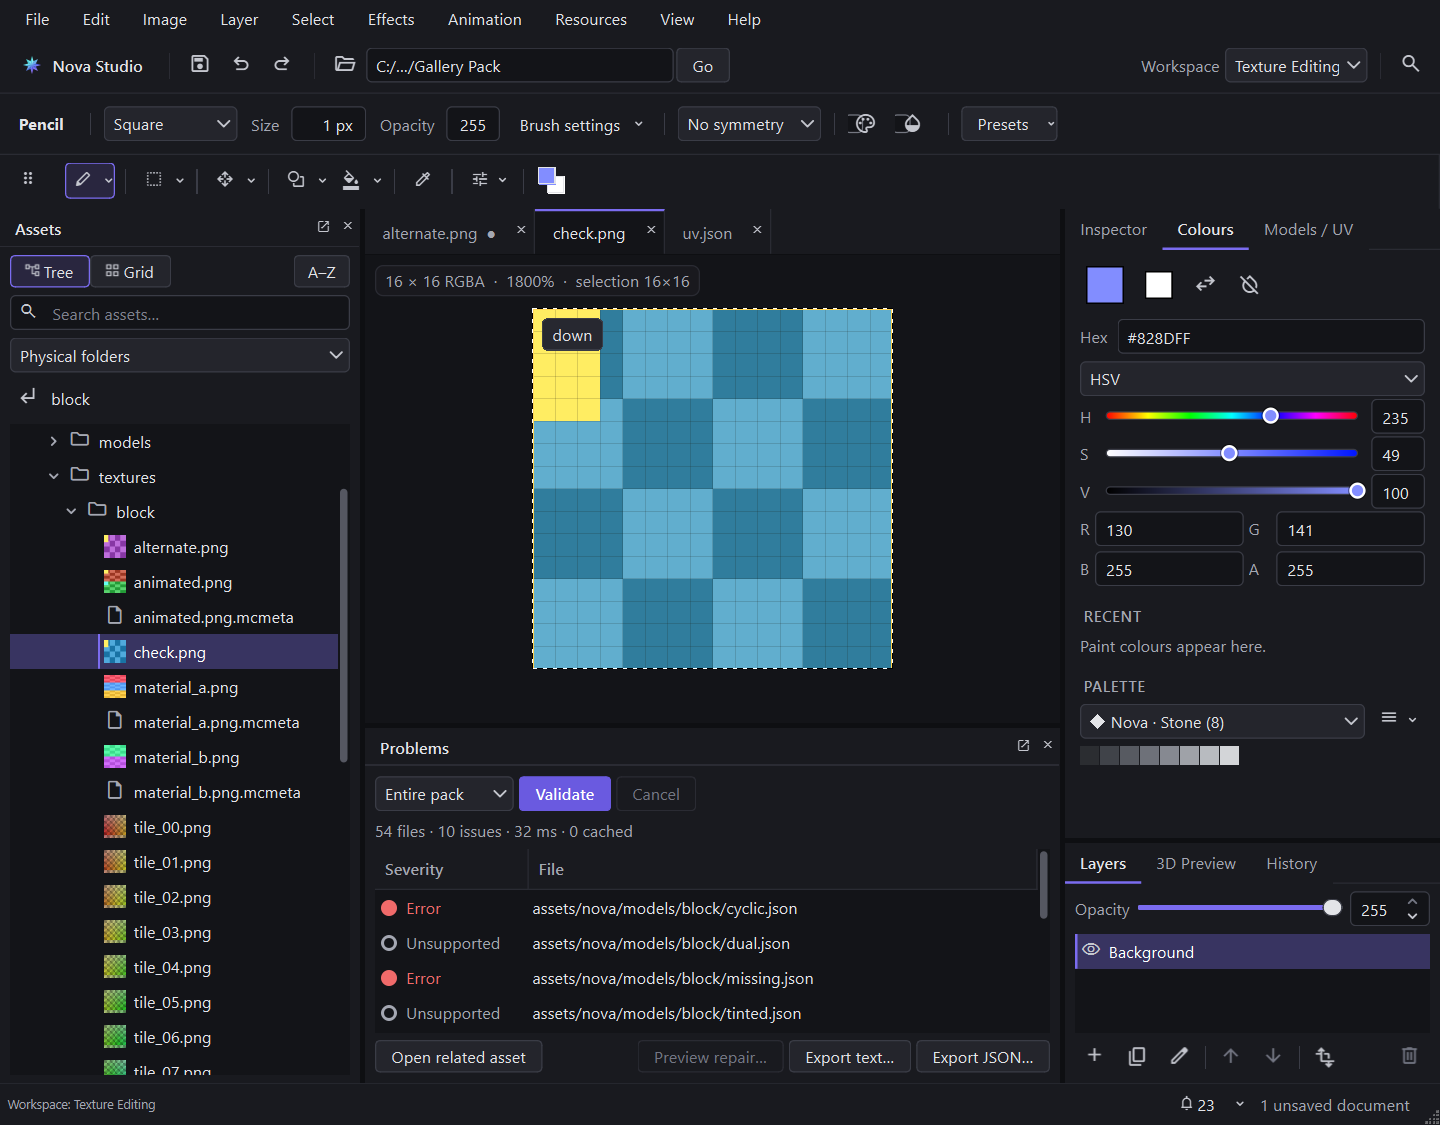 File Edit Image Layer Select Effects Animation Resources View Help
Nova Studio C:/.../Gallery Pack Go Workspace Texture Editing
Pencil Square Size 1 px Opacity 255 Brush settings No symmetry Presets
Assets
Tree Grid A–Z
Search assets...
Physical folders
block
models
textures
block
alternate.png
animated.png
animated.png.mcmeta
check.png
material_a.png
material_a.png.mcmeta
material_b.png
material_b.png.mcmeta
tile_00.png
tile_01.png
tile_02.png
tile_03.png
tile_04.png
tile_05.png
tile_06.png
tile_07.png
alternate.png check.png uv.json
16 × 16 RGBA · 1800% · selection 16×16
down
Problems
Entire pack Validate Cancel
54 files · 10 issues · 32 ms · 0 cached
Severity File
Error assets/nova/models/block/cyclic.json
Unsupported assets/nova/models/block/dual.json
Error assets/nova/models/block/missing.json
Unsupported assets/nova/models/block/tinted.json
Open related asset Preview repair... Export text... Export JSON...
Inspector Colours Models / UV
Hex #828DFF
HSV
H 235
S 49
V 100
R 130 G 141
B 255 A 255
RECENT
Paint colours appear here.
PALETTE
Nova · Stone (8)
Layers 3D Preview History
Opacity 255
Background
Workspace: Texture Editing 23 1 unsaved document